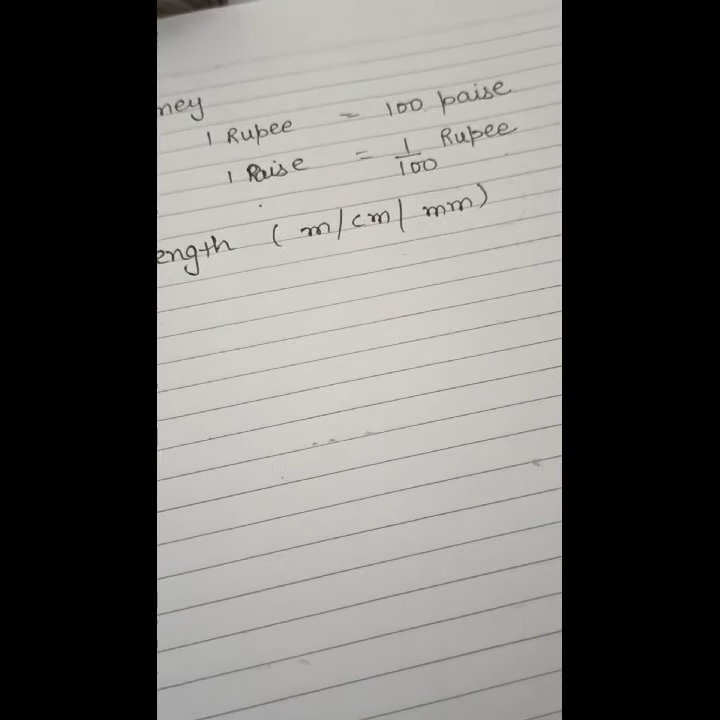 ney
1 Rupee = 100 paise
1 Paise = 1/100 Rupee
ength ( m/cm/ mm)